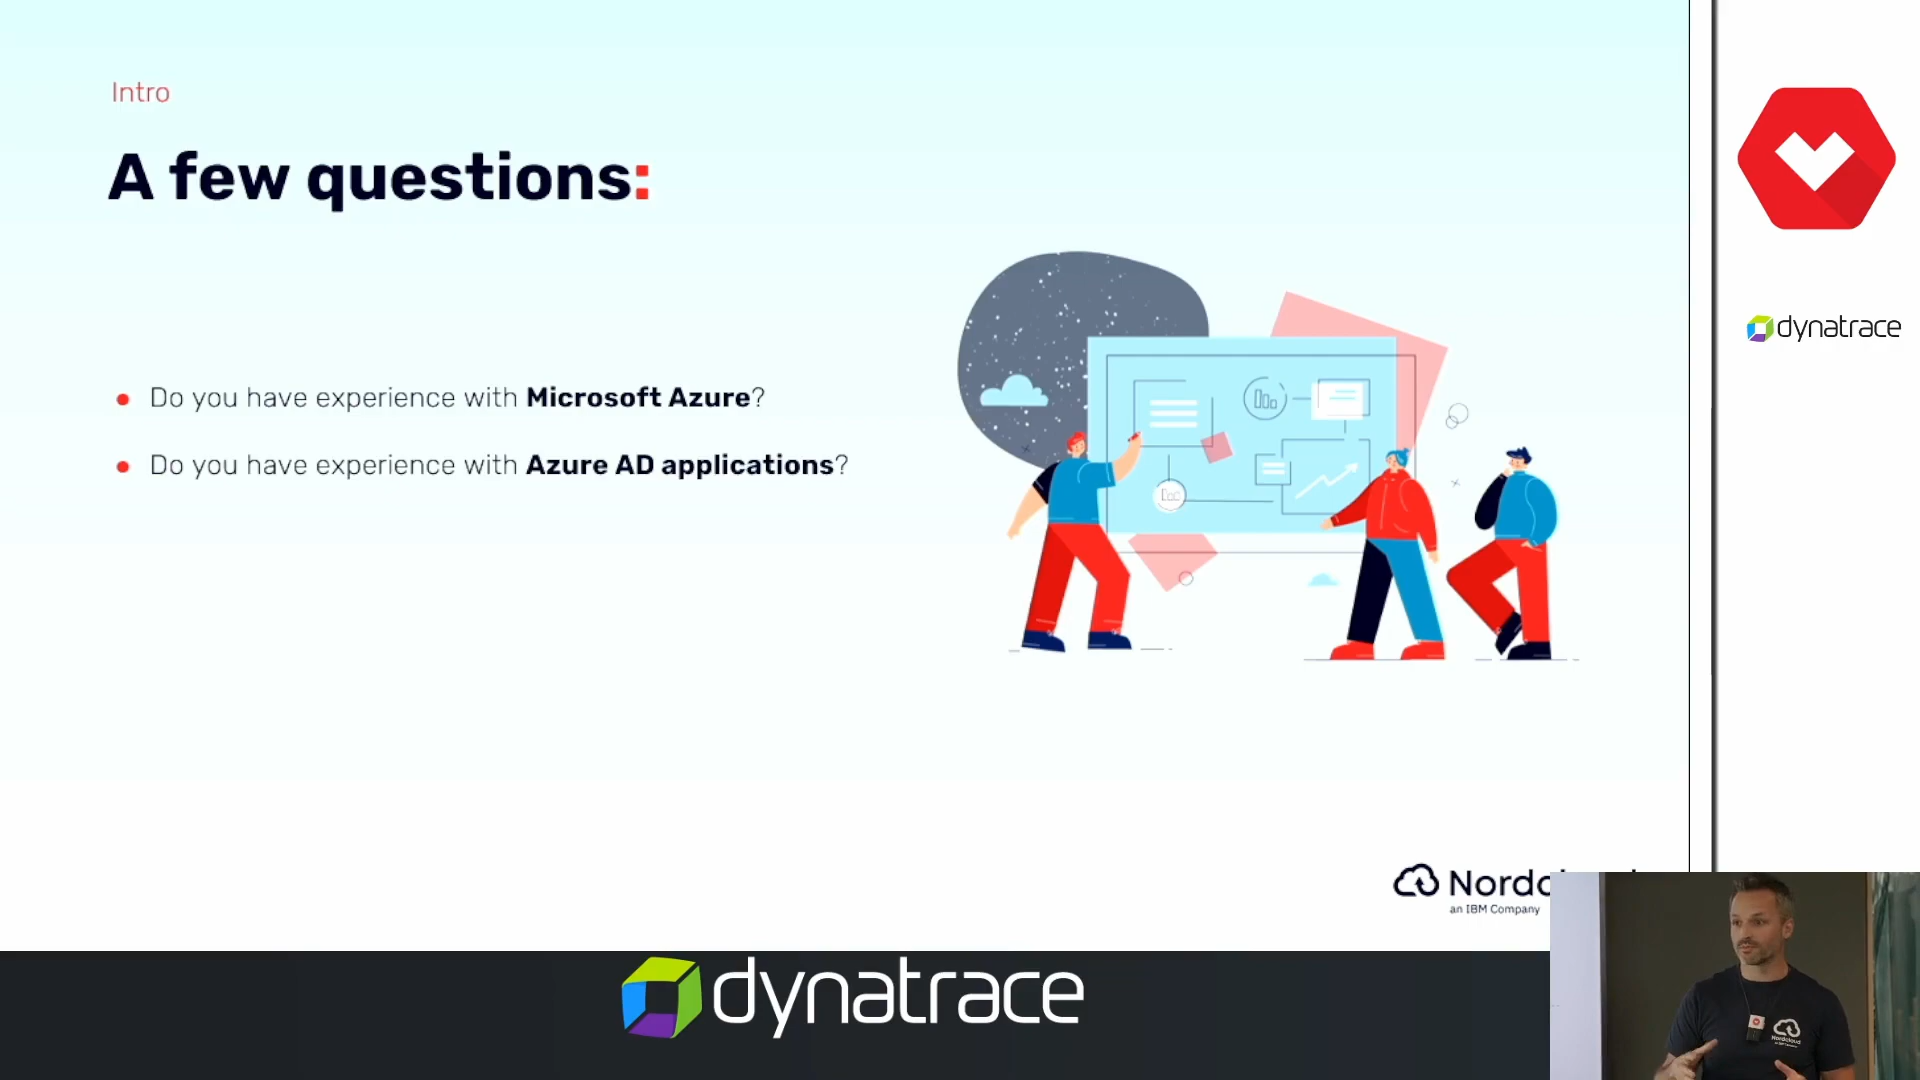 Intro
A few questions:
Do you have experience with Microsoft Azure?
Do you have experience with Azure AD applications?
dynatrace
an IBM Company
dynatrace
Nordcloud